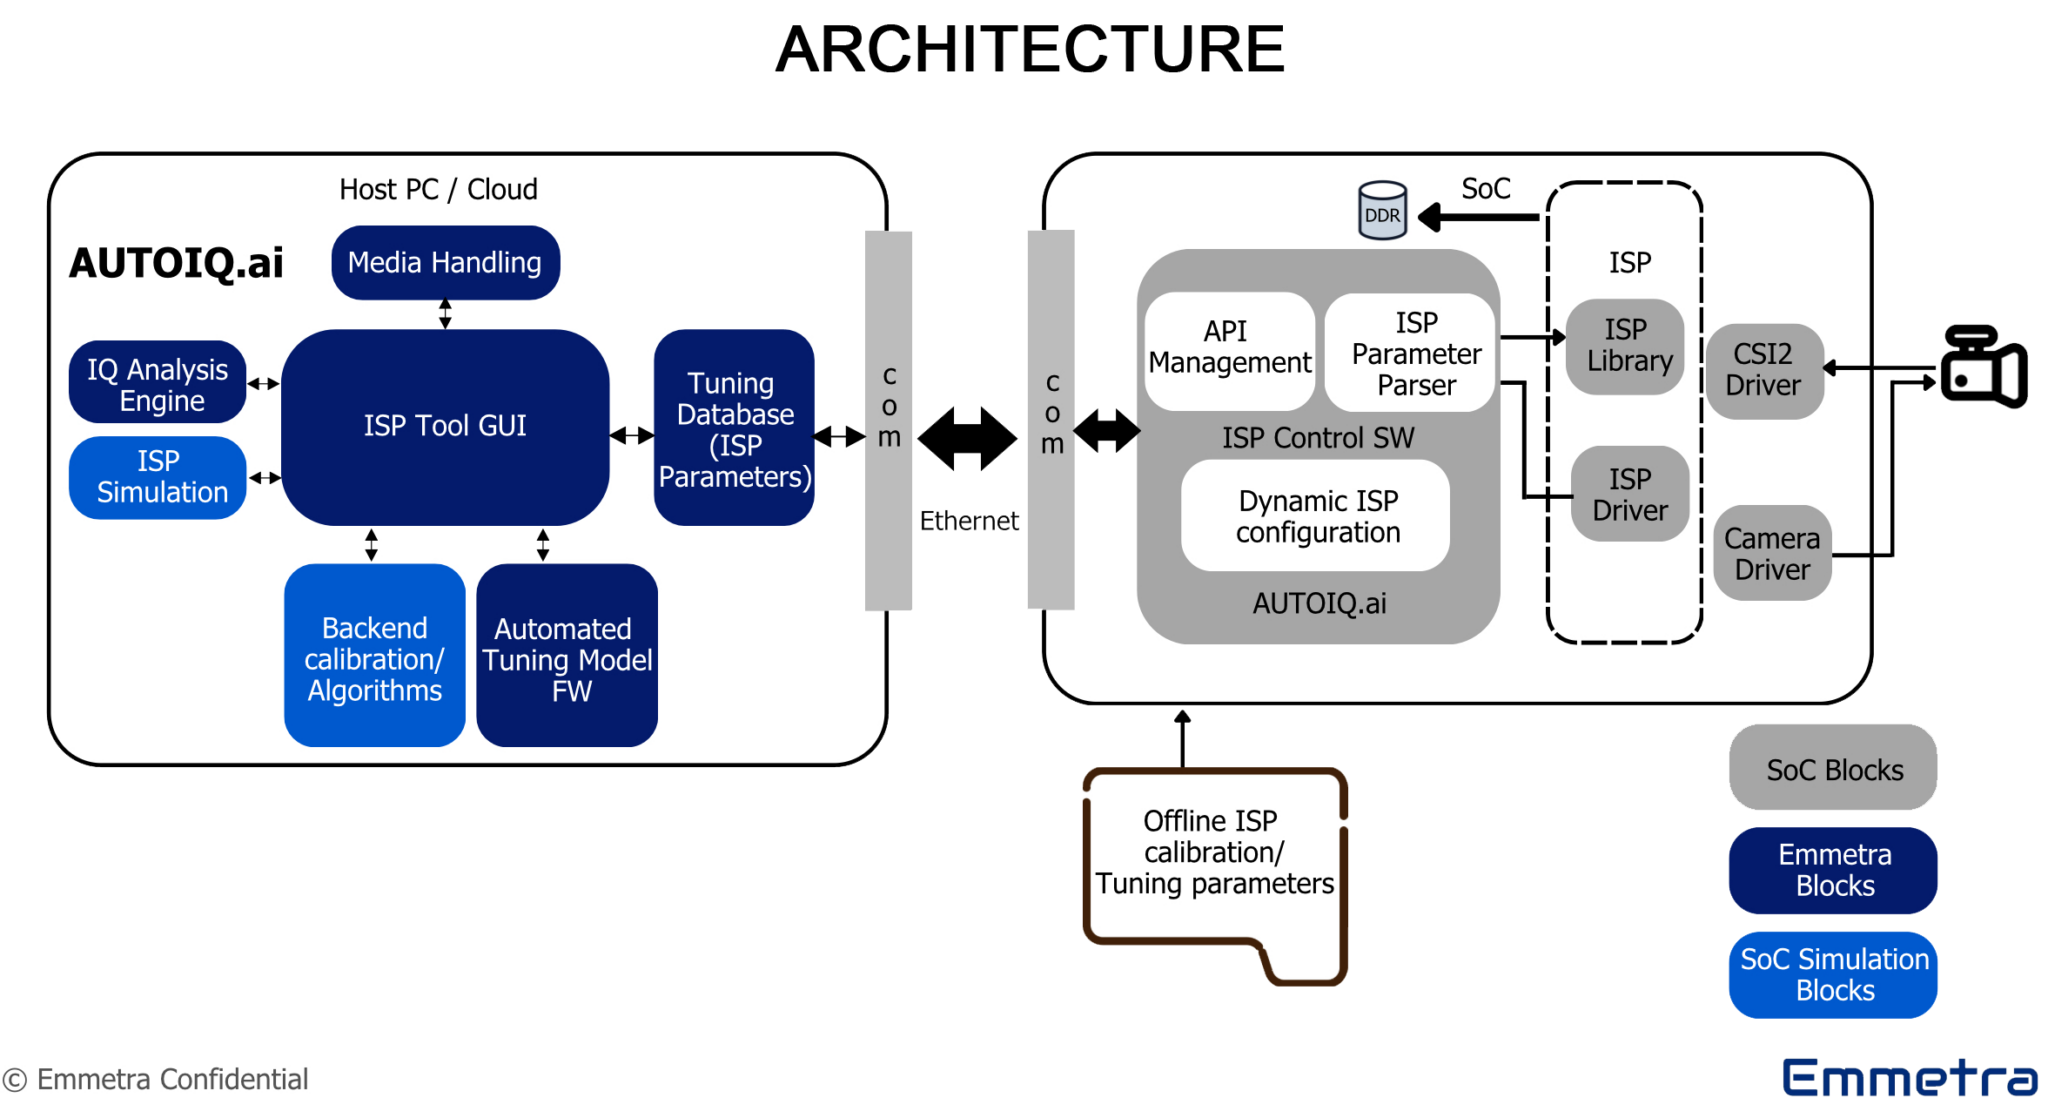 ARCHITECTURE
Host PC / Cloud
AUTOIQ.ai
Media Handling
IQ Analysis
Engine
ISP
Simulation
ISP Tool GUI
Tuning
Database
(ISP
Parameters)
Backend
calibration/
Algorithms
Automated
Tuning Model
FW
com
Ethernet
com
DDR
SoC
API
Management
ISP
Parameter
Parser
ISP Control SW
Dynamic ISP
configuration
AUTOIQ.ai
ISP
ISP
Library
ISP
Driver
CSI2
Driver
Camera
Driver
Offline ISP
calibration/
Tuning parameters
SoC Blocks
Emmetra
Blocks
SoC Simulation
Blocks
© Emmetra Confidential
Emmetra